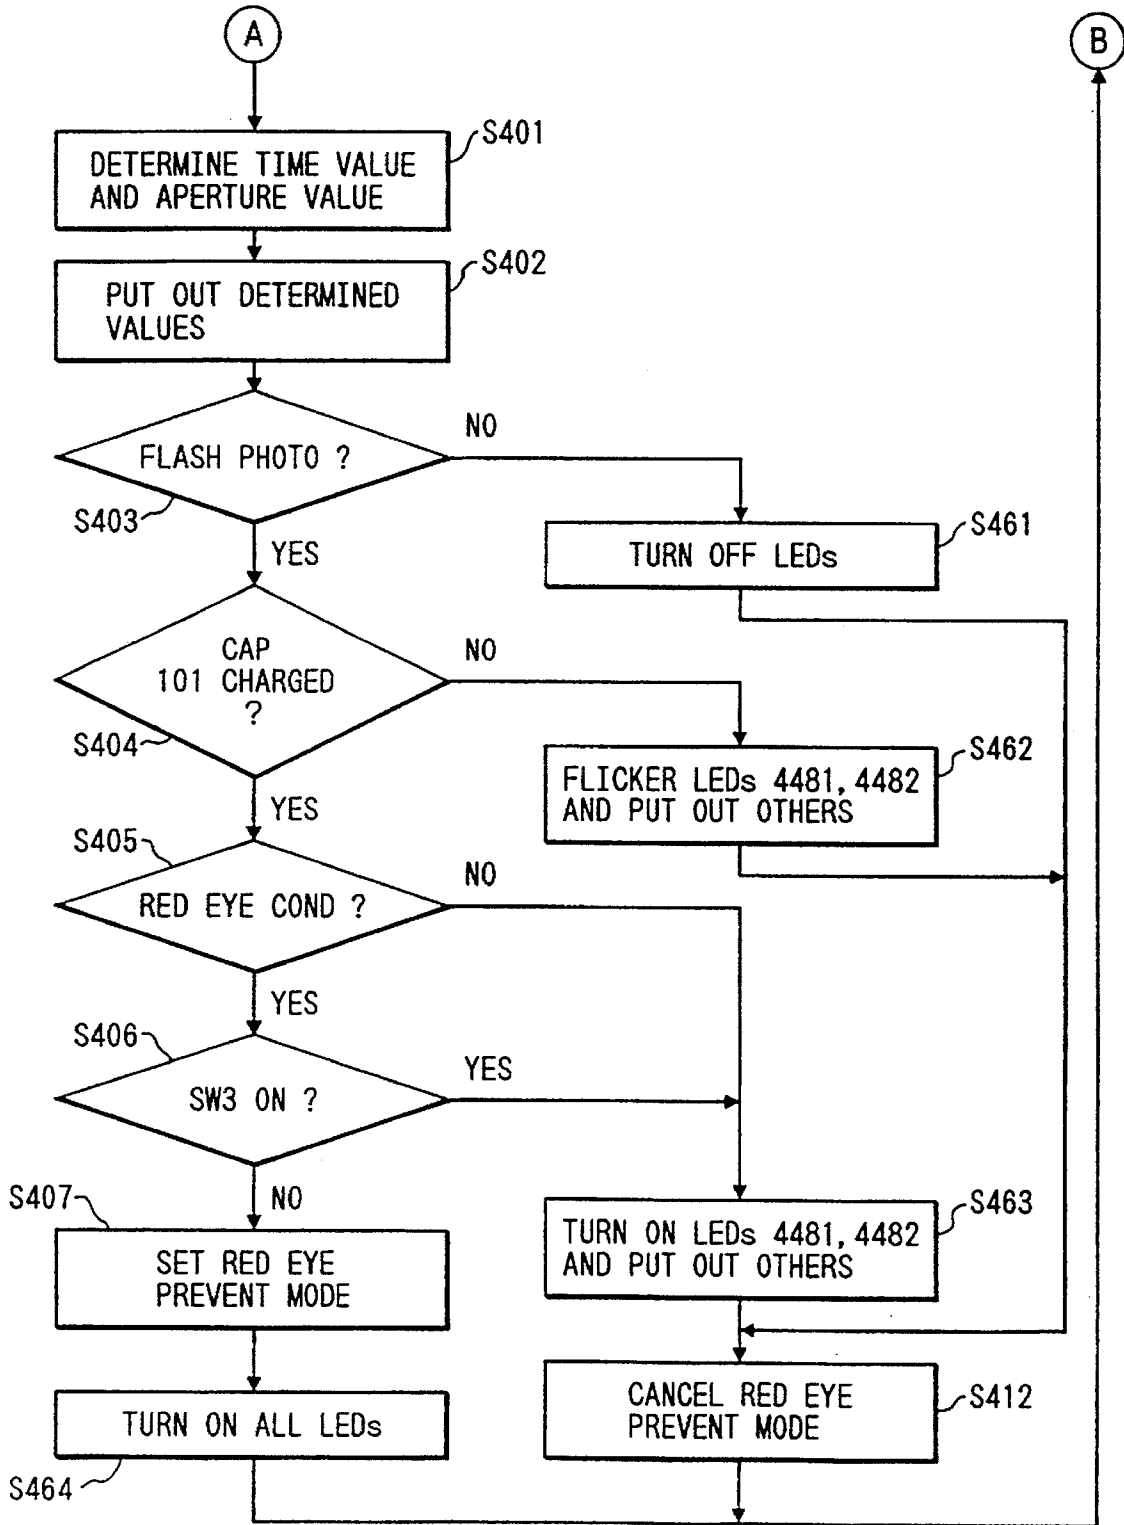 A
B
S401
DETERMINE TIME VALUE
AND APERTURE VALUE
S402
PUT OUT DETERMINED
VALUES
FLASH PHOTO ?
NO
S403
YES
S461
TURN OFF LEDs
CAP
101 CHARGED
?
NO
S404
YES
S462
FLICKER LEDs 4481, 4482
AND PUT OUT OTHERS
S405
RED EYE COND ?
NO
YES
S406
SW3 ON ?
YES
NO
S407
SET RED EYE
PREVENT MODE
S463
TURN ON LEDs 4481, 4482
AND PUT OUT OTHERS
TURN ON ALL LEDs
S464
CANCEL RED EYE
PREVENT MODE
S412